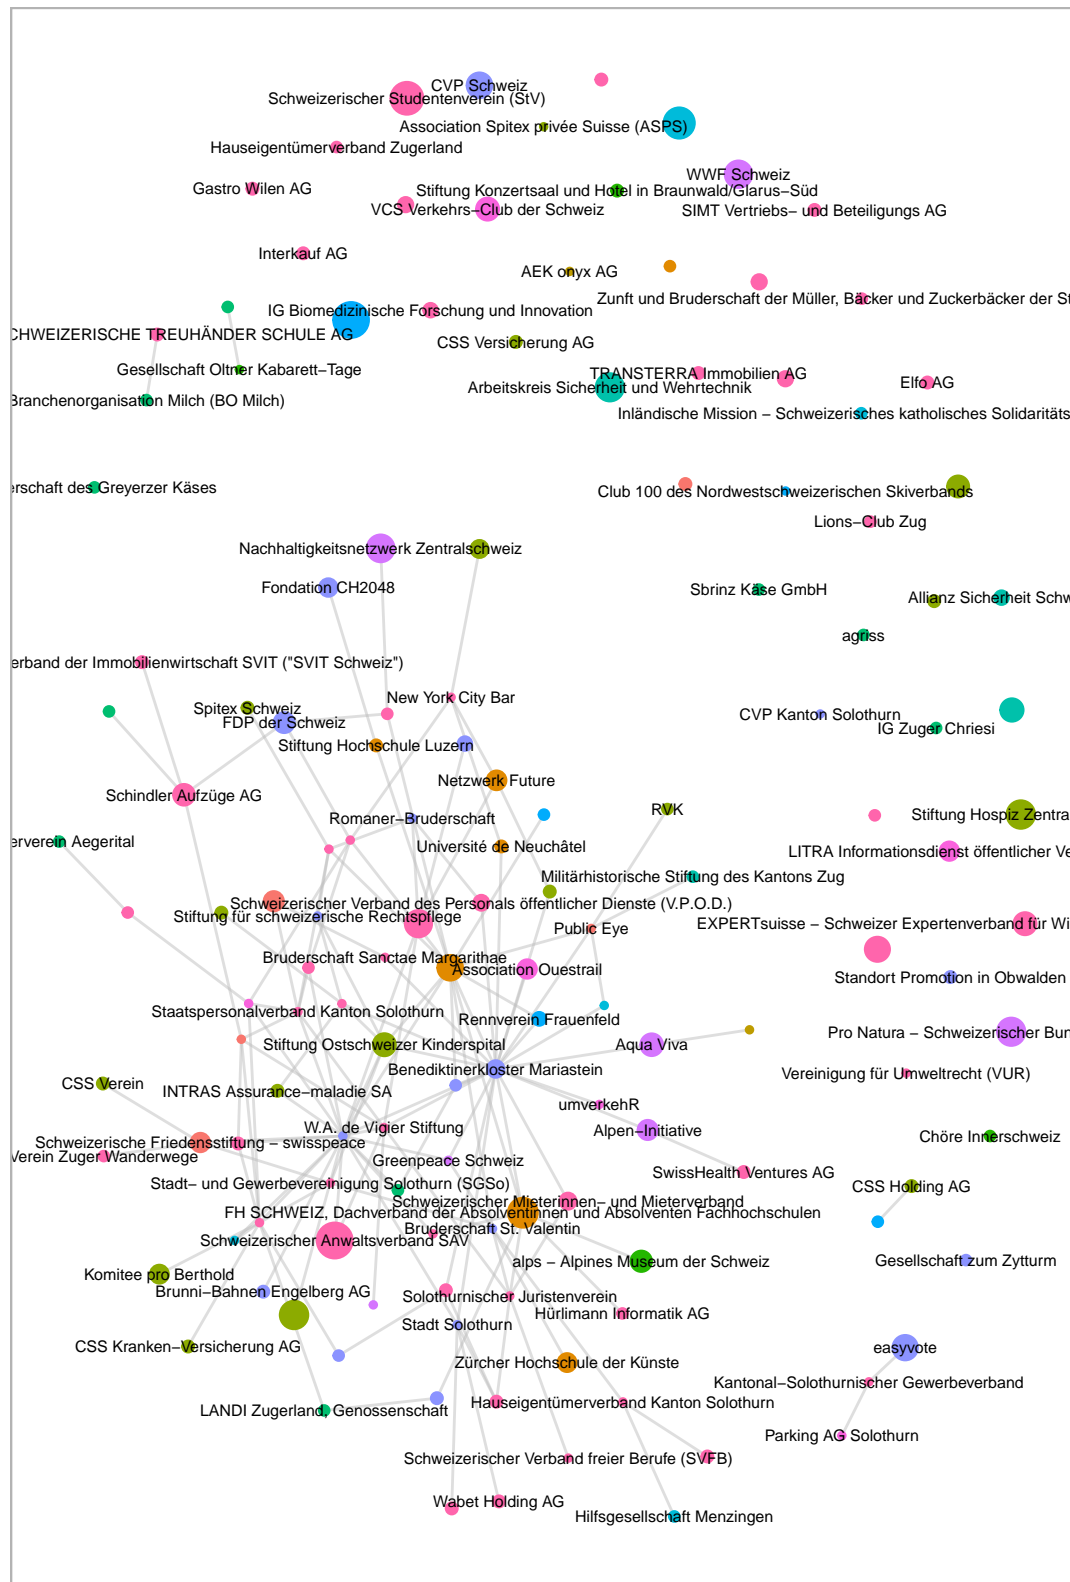 CVP Schweiz
Schweizerischer Studentenverein (StV)
Association Spitex privée Suisse (ASPS)
Hauseigentümerverband Zugerland
WWF Schweiz
Gastro Wilen AG
Stiftung Konzertsaal und Hotel in Braunwald/Glarus−Süd
VCS Verkehrs−Club der Schweiz
SIMT Vertriebs− und Beteiligungs AG
Interkauf AG
AEK onyx AG
Zunft und Bruderschaft der Müller, Bäcker und Zuckerbäcker der St
IG Biomedizinische Forschung und Innovation
CHWEIZERISCHE TREUHÄNDER SCHULE AG
CSS Versicherung AG
Gesellschaft Oltner Kabarett−Tage
TRANSTERRA Immobilien AG
Arbeitskreis Sicherheit und Wehrtechnik
Elfo AG
Branchenorganisation Milch (BO Milch)
Inländische Mission − Schweizerisches katholisches Solidaritäts
erschaft des Greyerzer Käses
Club 100 des Nordwestschweizerischen Skiverbands
Lions−Club Zug
Nachhaltigkeitsnetzwerk Zentralschweiz
Fondation CH2048
Sbrinz Käse GmbH
Allianz Sicherheit Schw
agriss
erband der Immobilienwirtschaft SVIT ("SVIT Schweiz")
New York City Bar
Spitex Schweiz
FDP der Schweiz
CVP Kanton Solothurn
IG Zuger Chriesi
Stiftung Hochschule Luzern
Netzwerk Future
Schindler Aufzüge AG
RVK
Stiftung Hospiz Zentra
Romaner−Bruderschaft
erverein Aegerital
Université de Neuchâtel
LITRA Informationsdienst öffentlicher Ve
Militärhistorische Stiftung des Kantons Zug
Schweizerischer Verband des Personals öffentlicher Dienste (V.P.O.D.)
Stiftung für schweizerische Rechtspflege
Public Eye
EXPERTsuisse − Schweizer Expertenverband für Wi
Bruderschaft Sanctae Margarithae
Association Ouestrail
Standort Promotion in Obwalden
Staatspersonalverband Kanton Solothurn
Rennverein Frauenfeld
Stiftung Ostschweizer Kinderspital
Aqua Viva
Pro Natura − Schweizerischer Bun
Benediktinerkloster Mariastein
Vereinigung für Umweltrecht (VUR)
CSS Verein
INTRAS Assurance−maladie SA
umverkehR
W.A. de Vigier Stiftung
Alpen−Initiative
Chöre Innerschweiz
Schweizerische Friedensstiftung − swisspeace
Verein Zuger Wanderwege
Greenpeace Schweiz
SwissHealth Ventures AG
Stadt− und Gewerbevereinigung Solothurn (SGSo)
CSS Holding AG
Schweizerischer Mieterinnen− und Mieterverband
FH SCHWEIZ, Dachverband der Absolventinnen und Absolventen Fachhochschulen
Bruderschaft St. Valentin
Schweizerischer Anwaltsverband SAV
alps − Alpines Museum der Schweiz
Gesellschaft zum Zytturm
Komitee pro Berthold
Brunni−Bahnen Engelberg AG
Solothurnischer Juristenverein
Hürlimann Informatik AG
Stadt Solothurn
CSS Kranken−Versicherung AG
easyvote
Zürcher Hochschule der Künste
Kantonal−Solothurnischer Gewerbeverband
LANDI Zugerland, Genossenschaft
Hauseigentümerverband Kanton Solothurn
Parking AG Solothurn
Schweizerischer Verband freier Berufe (SVFB)
Wabet Holding AG
Hilfsgesellschaft Menzingen